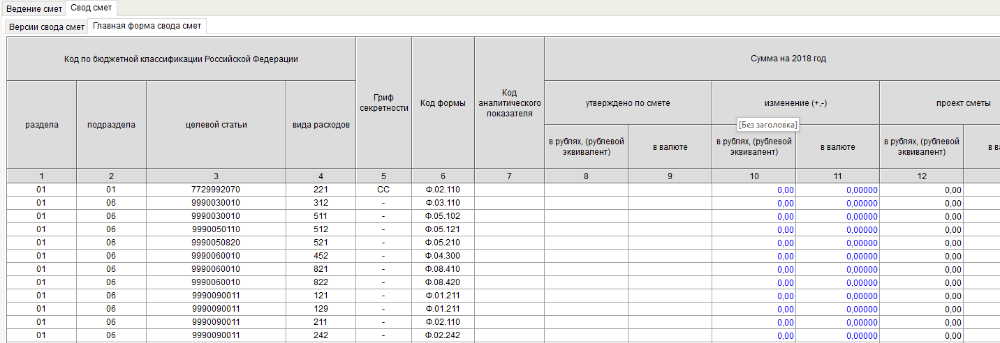 Ведение смет Свод смет
Версии свода смет Главная форма свода смет
Код по бюджетной классификации Российской Федерации
Гриф секретности
Код формы
Код аналитического показателя
Сумма на 2018 год
раздела подраздела целевой статьи вида расходов
утверждено по смете изменение (+,-) проект сметы
[Без заголовка]
в рублях, (рублевой эквивалент) в валюте в рублях, (рублевой эквивалент) в валюте в рублях, (рублевой эквивалент)
1 2 3 4 5 6 7 8 9 10 11 12
01 01 7729992070 221 СС Ф.02.110 0,00 0,00000 0,00
01 06 9990030010 312 - Ф.03.110 0,00 0,00000 0,00
01 06 9990030010 511 - Ф.05.102 0,00 0,00000 0,00
01 06 9990050110 512 - Ф.05.121 0,00 0,00000 0,00
01 06 9990050820 521 - Ф.05.210 0,00 0,00000 0,00
01 06 9990060010 452 - Ф.04.300 0,00 0,00000 0,00
01 06 9990060010 821 - Ф.08.410 0,00 0,00000 0,00
01 06 9990060010 822 - Ф.08.420 0,00 0,00000 0,00
01 06 9990090011 121 - Ф.01.211 0,00 0,00000 0,00
01 06 9990090011 129 - Ф.01.211 0,00 0,00000 0,00
01 06 9990090011 211 - Ф.02.110 0,00 0,00000 0,00
01 06 9990090011 242 - Ф.02.242 0,00 0,00000 0,00